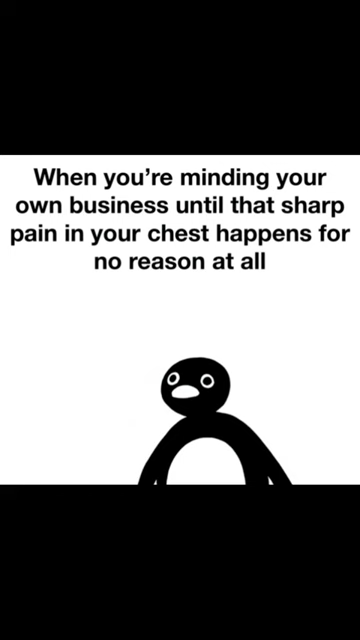 When you’re minding your
own business until that sharp
pain in your chest happens for
no reason at all